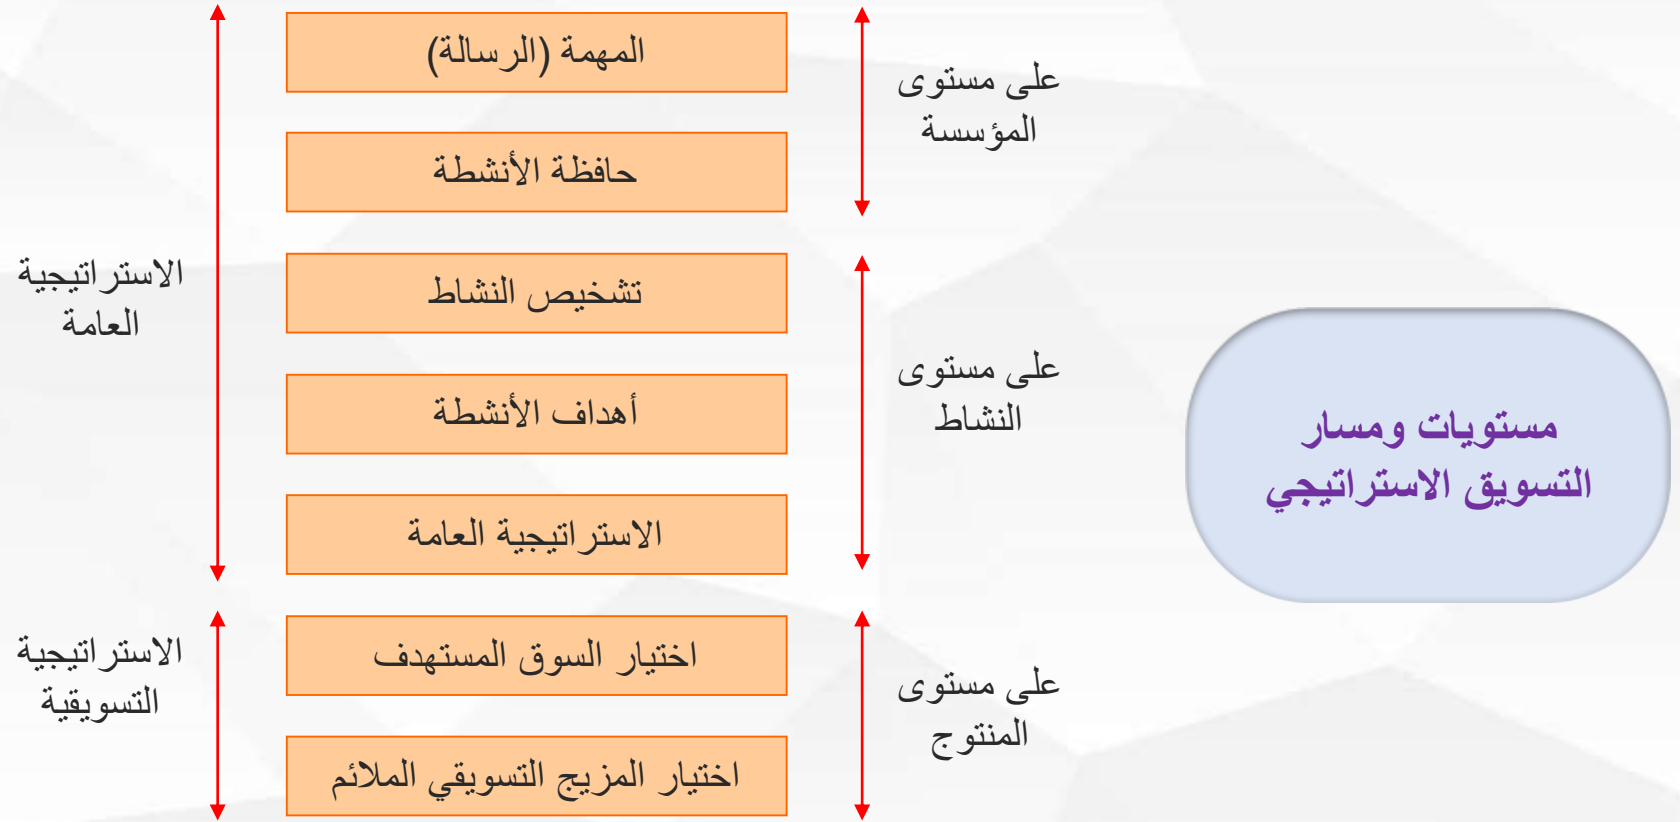 مستويات ومسار
التسويق الاستراتيجي
على مستوى
المؤسسة
على مستوى
النشاط
على مستوى
المنتوج
المهمة (الرسالة)
حافظة الأنشطة
تشخيص النشاط
أهداف الأنشطة
الاستراتيجية العامة
اختيار السوق المستهدف
اختيار المزيج التسويقي الملائم
الاستراتيجية
العامة
الاستراتيجية
التسويقية